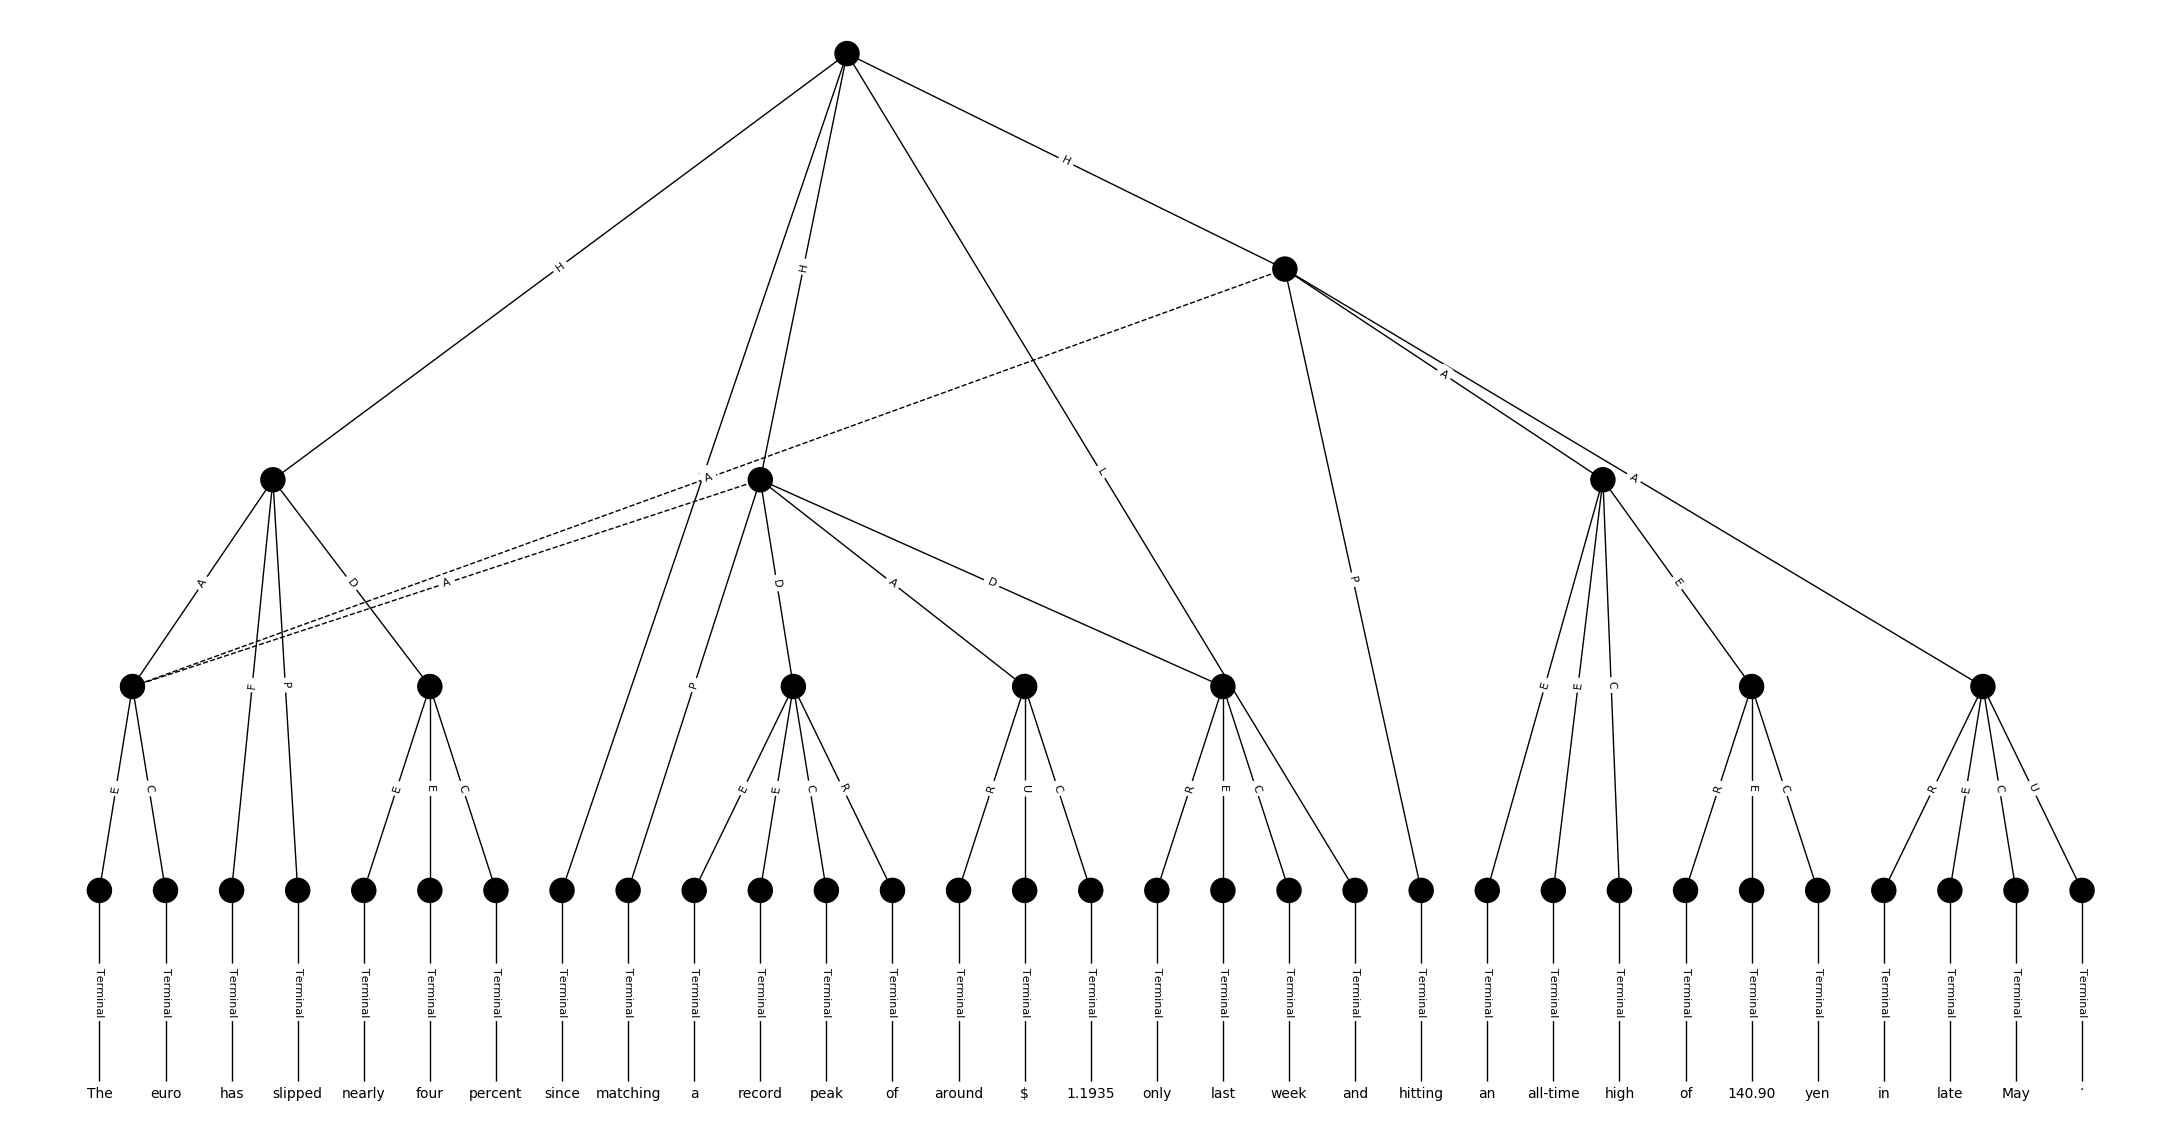 H
H
H
A
L A
A
A D A D A D P E
F P P E E C
E C E E C E E C R R U C R E C R E C R E C U
Terminal Terminal Terminal Terminal Terminal Terminal Terminal Terminal Terminal Terminal Terminal Terminal Terminal Terminal Terminal Terminal Terminal Terminal Terminal Terminal Terminal Terminal Terminal Terminal Terminal Terminal Terminal Terminal Terminal Terminal Terminal
The euro has slipped nearly four percent since matching a record peak of around $ 1.1935 only last week and hitting an all-time high of 140.90 yen in late May .